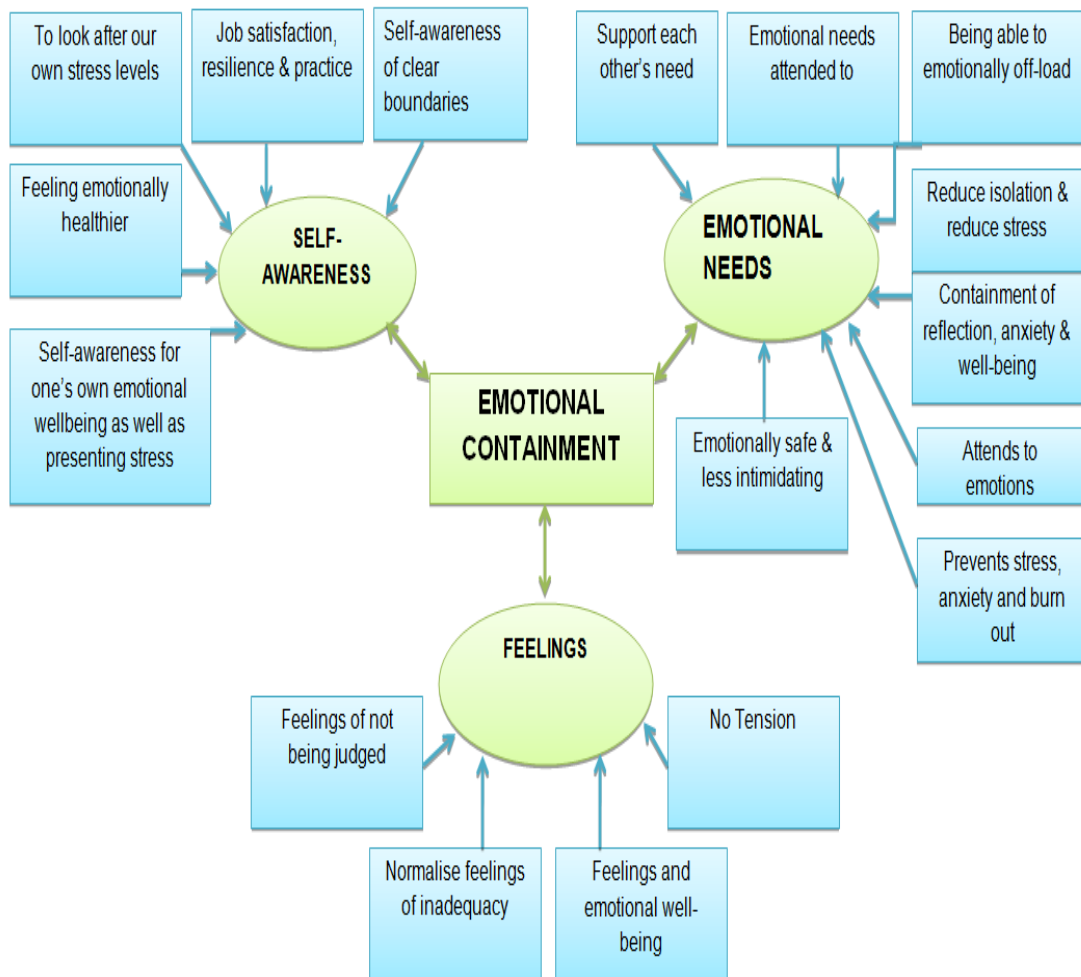 To look after our
own stress levels
Job satisfaction,
resilience & practice
Self-awareness
of clear
boundaries
Support each
other's need
Emotional needs
attended to
Being able to
emotionally off-load
Feeling emotionally
healthier
SELF-
AWARENESS
EMOTIONAL
NEEDS
Reduce isolation &
reduce stress
Self-awareness for
one's own emotional
wellbeing as well as
presenting stress
EMOTIONAL
CONTAINMENT
Containment of
reflection, anxiety &
well-being
Emotionally safe &
less intimidating
Attends to
emotions
Prevents stress,
anxiety and burn
out
FEELINGS
Feelings of not
being judged
No Tension
Normalise feelings
of inadequacy
Feelings and
emotional well-
being